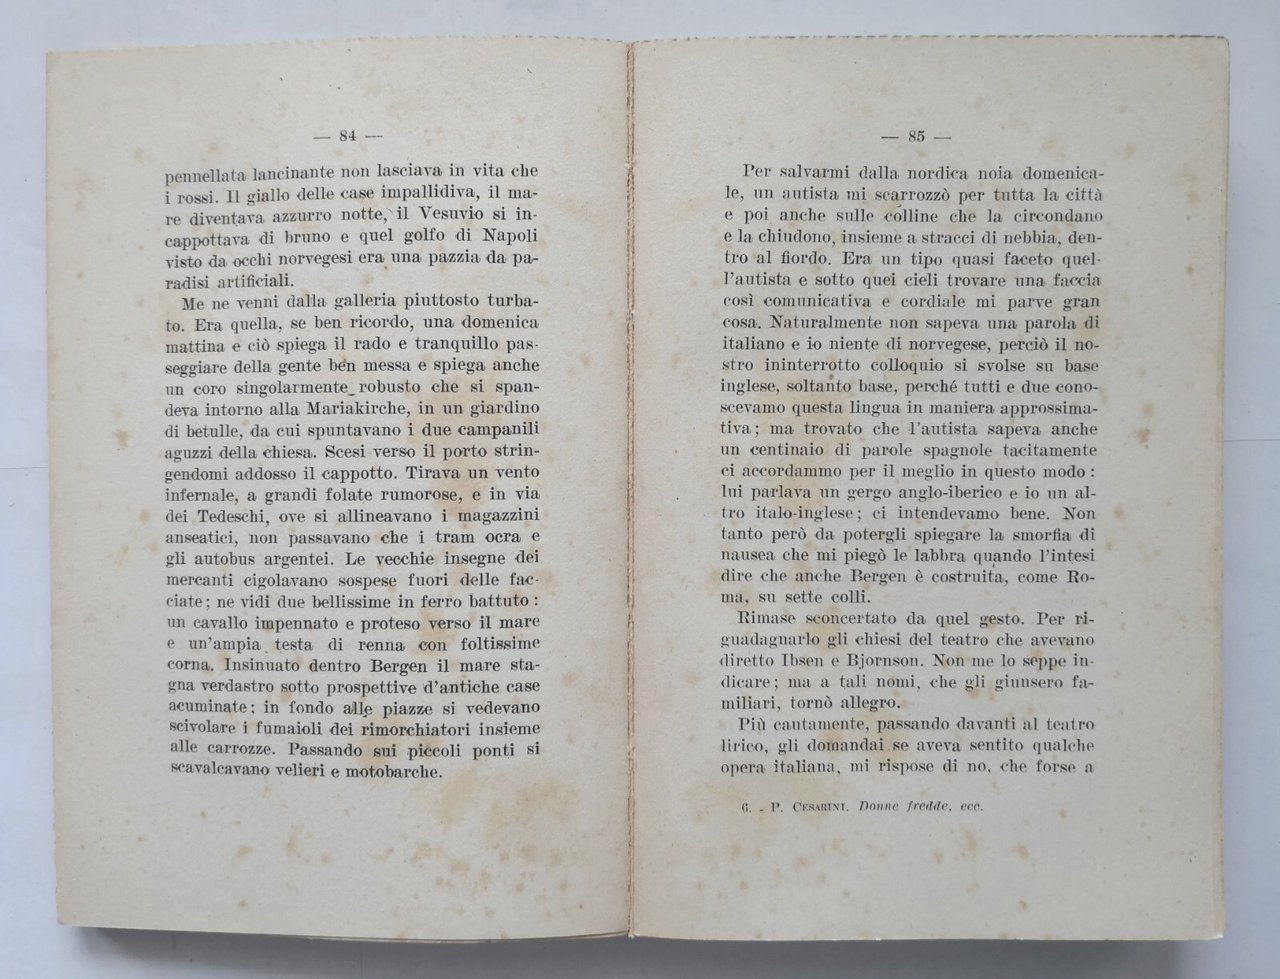 — 84 —
pennellata lancinante non lasciava in vita che
i rossi. Il giallo delle case impallidiva, il ma-
re diventava azzurro notte, il Vesuvio si in-
cappottava di bruno e quel golfo di Napoli
visto da occhi norvegesi era una pazzia da pa-
radisi artificiali.
Me ne venni dalla galleria piuttosto turba-
to. Era quella, se ben ricordo, una domenica
mattina e ciò spiega il rado e tranquillo pas-
seggiare della gente ben messa e spiega anche
un coro singolarmente robusto che si span-
deva intorno alla Mariakirche, in un giardino
di betulle, da cui spuntavano i due campanili
aguzzi della chiesa. Scesi verso il porto strin-
gendomi addosso il cappotto. Tirava un vento
infernale, a grandi folate rumorose, e in via
dei Tedeschi, ove si allineavano i magazzini
anseatici, non passavano che i tram ocra e
gli autobus argentei. Le vecchie insegne dei
mercanti cigolavano sospese fuori delle fac-
ciate; ne vidi due bellissime in ferro battuto :
un cavallo impennato e proteso verso il mare
e un'ampia testa di renna con foltissime
corna. Insinuato dentro Bergen il mare sta-
gna verdastro sotto prospettive d'antiche case
acuminate; in fondo alle piazze si vedevano
scivolare i fumaioli dei rimorchiatori insieme
alle carrozze. Passando sui piccoli ponti si
scavalcavano velieri e motobarche.
— 85 —
Per salvarmi dalla nordica noia domenica-
le, un autista mi scarrozzò per tutta la città
e poi anche sulle colline che la circondano
e la chiudono, insieme a stracci di nebbia, den-
tro al fiordo. Era un tipo quasi faceto quel-
l'autista e sotto quei cieli trovare una faccia
così comunicativa e cordiale mi parve gran
cosa. Naturalmente non sapeva una parola di
italiano e io niente di norvegese, perciò il no-
stro ininterrotto colloquio si svolse su base
inglese, soltanto base, perché tutti e due cono-
scevamo questa lingua in maniera approssima-
tiva; ma trovato che l'autista sapeva anche
un centinaio di parole spagnole tacitamente
ci accordammo per il meglio in questo modo :
lui parlava un gergo anglo-iberico e io un al-
tro italo-inglese; ci intendevamo bene. Non
tanto però da potergli spiegare la smorfia di
nausea che mi piegò le labbra quando l'intesi
dire che anche Bergen è costruita, come Ro-
ma, su sette colli.
Rimase sconcertato da quel gesto. Per ri-
guadagnarlo gli chiesi del teatro che avevano
diretto Ibsen e Bjornson. Non me lo seppe in-
dicare; ma a tali nomi, che gli giunsero fa-
miliari, tornò allegro.
Più cautamente, passando davanti al teatro
lirico, gli domandai se aveva sentito qualche
opera italiana, mi rispose di no, che forse a
6. - P. CESARINI. Donne fredde, ecc.